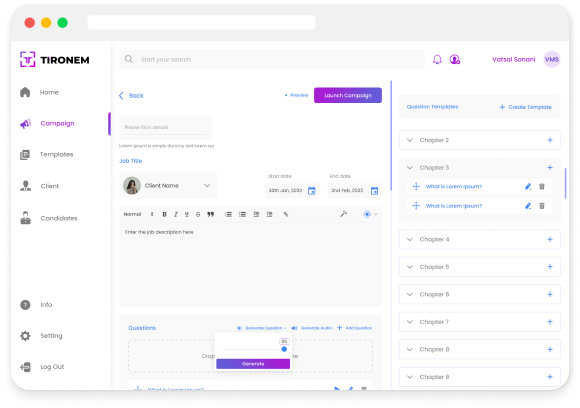 TIRONEM
Start your search
Vatsal Sonani
VMS
Home
Campaign
Templates
Client
Candidates
Info
Setting
Log Out
Back
+ Preview
Launch Campaign
Please fill in details
Lorem Ipsum is simply dummy text lorem
Job Title
Client Name
Start date
30th Jan, 2022
End date
2nd Feb, 2022
Normal
B I U S
Enter the job description here
Questions
Generate Question
Generate Audio
+ Add Question
Drop
re
05
Generate
What is Lorem Ipsum?
Question Templates
+ Create Template
Chapter 2 +
Chapter 3 +
What is Lorem Ipsum?
What is Lorem Ipsum?
Chapter 4 +
Chapter 5 +
Chapter 6 +
Chapter 7 +
Chapter 8 +
Chapter 9 +